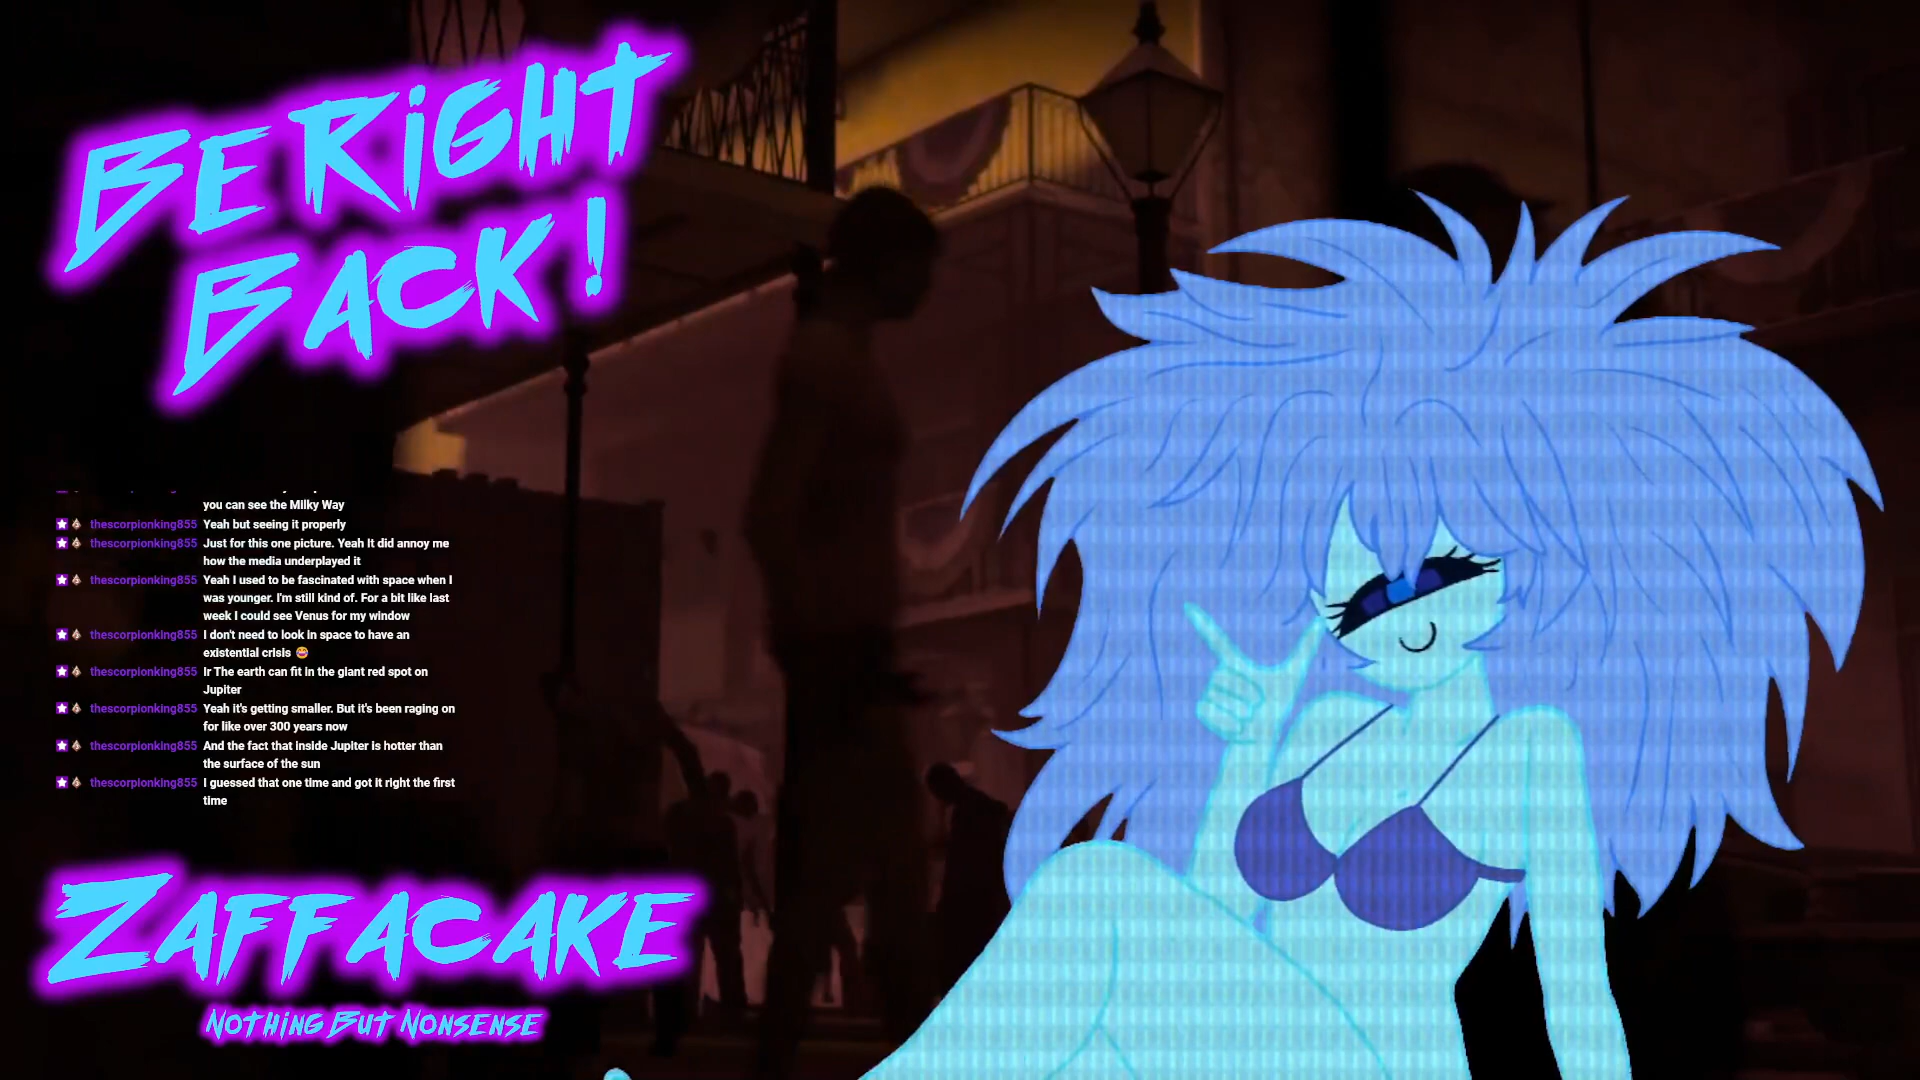 BE RIGHT
BACK!
you can see the Milky Way
thescorpionking855 Yeah but seeing it properly
thescorpionking855 Just for this one picture. Yeah It did annoy me
how the media underplayed it
thescorpionking855 Yeah I used to be fascinated with space when I
was younger. I'm still kind of. For a bit like last
week I could see Venus for my window
thescorpionking855 I don't need to look in space to have an
existential crisis 😂
thescorpionking855 Ir The earth can fit in the giant red spot on
Jupiter
thescorpionking855 Yeah it's getting smaller. But it's been raging on
for like over 300 years now
thescorpionking855 And the fact that inside Jupiter is hotter than
the surface of the sun
thescorpionking855 I guessed that one time and got it right the first
time
ZAFFACAKE
NOTHING BUT NONSENSE